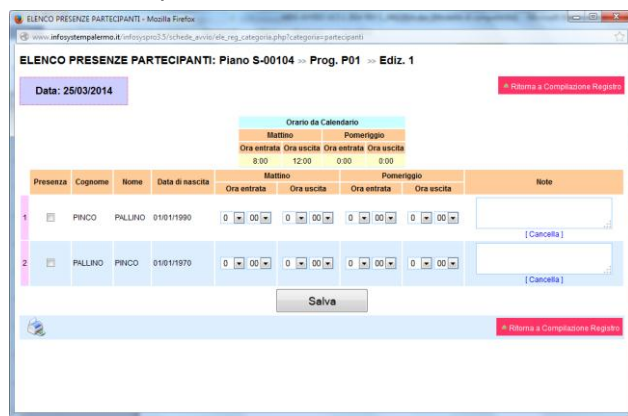 ELENCO PRESENZE PARTECIPANTI - Mozilla Firefox
www.infosystempalermo.it/infosyspro3.5/schede_avvio/ele_reg_categoria.php?categoria=partecipanti
ELENCO PRESENZE PARTECIPANTI: Piano S-00104 >> Prog. P01 >> Ediz. 1
Data: 25/03/2014
Ritorna a Compilazione Registro
Orario da Calendario
Mattino Pomeriggio
Ora entrata Ora uscita Ora entrata Ora uscita
8:00 12:00 0:00 0:00
Presenza Cognome Nome Data di nascita Mattino Pomeriggio Note
Ora entrata Ora uscita Ora entrata Ora uscita
1 PINCO PALLINO 01/01/1990 0 00 0 00 0 00 0 00
[ Cancella ]
2 PALLINO PINCO 01/01/1970 0 00 0 00 0 00 0 00
[ Cancella ]
Salva
Ritorna a Compilazione Registro